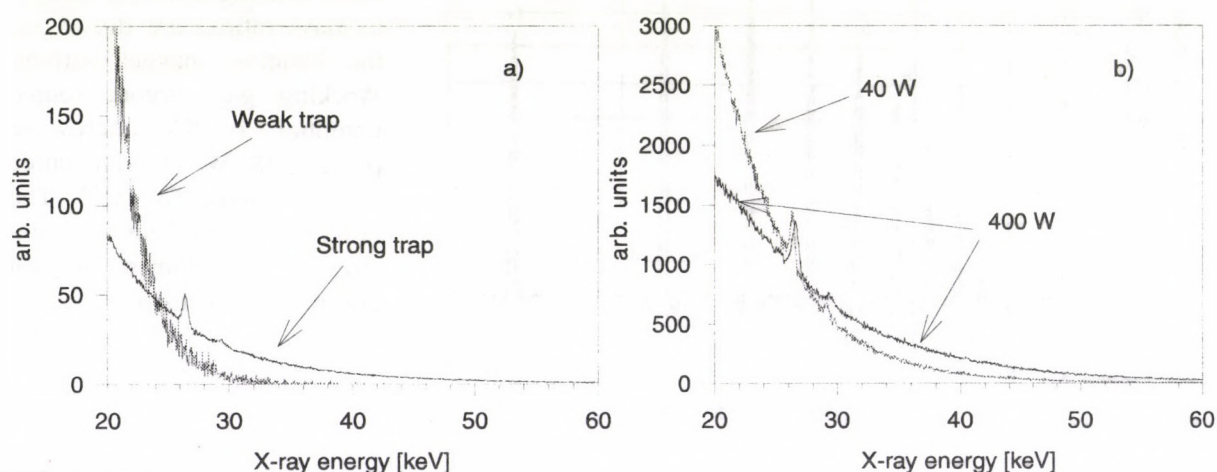 200
150
100
50
0
arb. units
a)
Weak trap
Strong trap
20 30 40 50 60
X-ray energy [keV]
3000
2500
2000
1500
1000
500
0
arb. units
b)
40 W
400 W
20 30 40 50 60
X-ray energy [keV]